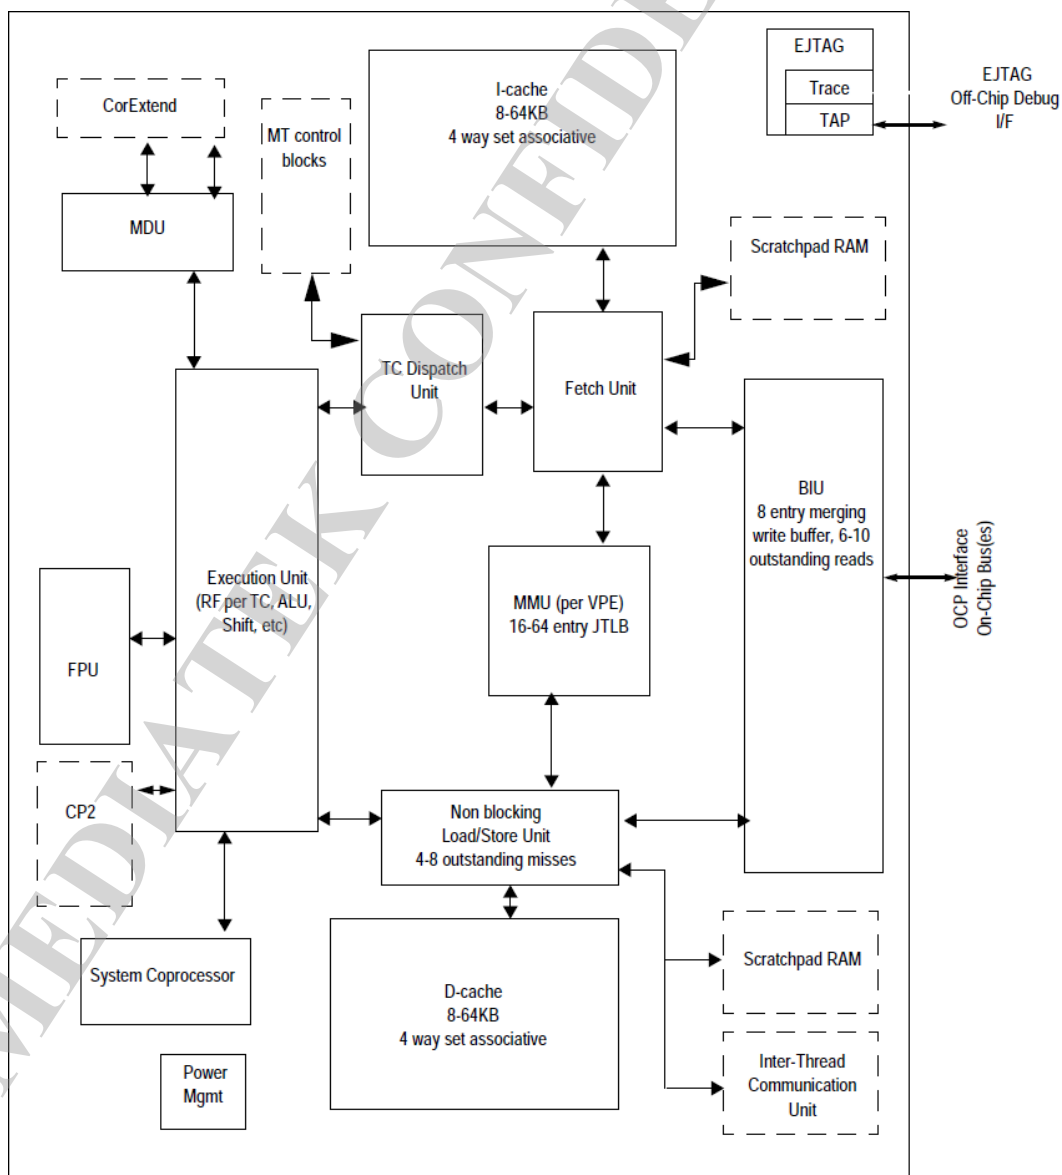 EJTAG
Trace
TAP
EJTAG
Off-Chip Debug
I/F
I-cache
8-64KB
4 way set associative
CorExtend
MT control
blocks
MDU
Scratchpad RAM
TC Dispatch
Unit
Fetch Unit
BIU
8 entry merging
write buffer, 6-10
outstanding reads
OCP Interface
On-Chip Bus(es)
Execution Unit
(RF per TC, ALU,
Shift, etc)
MMU (per VPE)
16-64 entry JTLB
FPU
CP2
Non blocking
Load/Store Unit
4-8 outstanding misses
System Coprocessor
D-cache
8-64KB
4 way set associative
Scratchpad RAM
Power
Mgmt
Inter-Thread
Communication
Unit
MEDIATEK CONFIDE